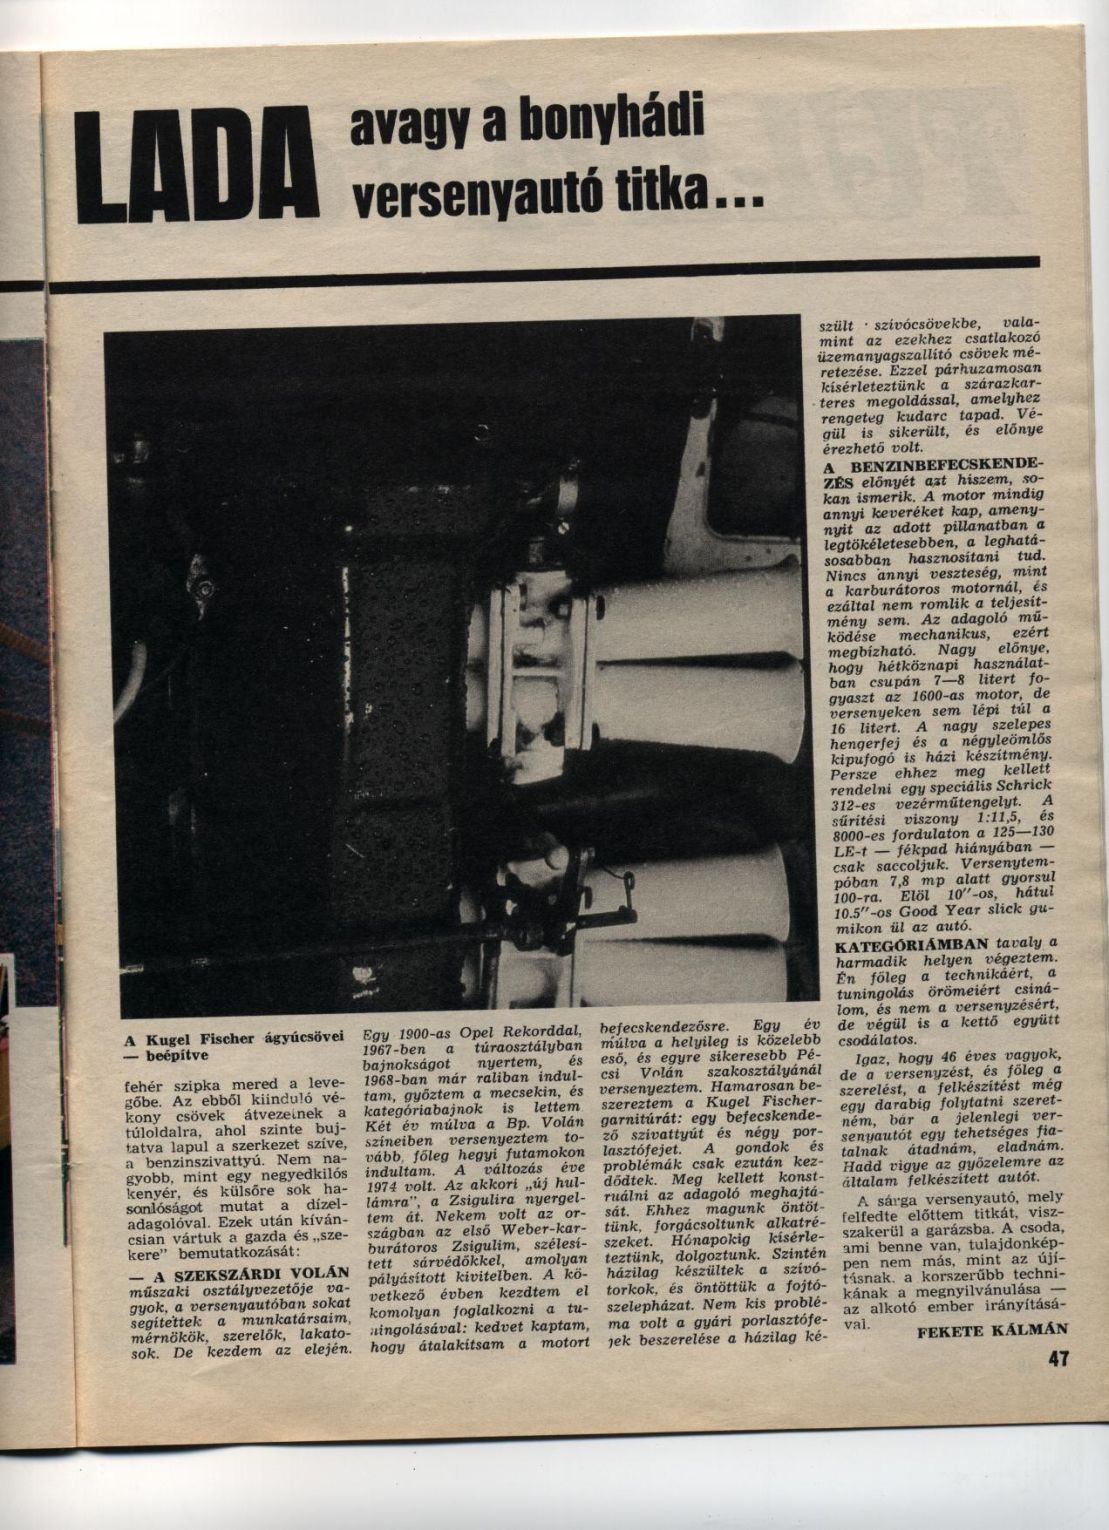 LADA
avagy a bonyhádi
versenyautó titka...
A Kugel Fischer ágyúcsövei
— beépítve
fehér szipka mered a leve-
gőbe. Az ebből kiinduló vé-
kony csövek átvezetnek a
túloldalra, ahol szinte buj-
tatva lapul a szerkezet szíve,
a benzinszivattyú. Nem na-
gyobb, mint egy negyedkilós
kenyér, és külsőre sok ha-
sonlóságot mutat a dízel-
adagolóval. Ezek után kíván-
csian vártuk a gazda és „sze-
kere” bemutatkozását:
— A SZEKSZÁRDI VOLÁN
műszaki osztályvezetője va-
gyok, a versenyautóban sokat
segítettek a munkatársaim,
mérnökök, szerelők, lakato-
sok. De kezdem az elején.
Egy 1900-as Opel Rekorddal,
1967-ben a túraosztályban
bajnokságot nyertem, és
1968-ban már raliban indul-
tam, győztem a mecsekin, és
kategóriabajnok is lettem.
Két év múlva a Bp. Volán
színeiben versenyeztem to-
vább, főleg hegyi futamokon
indultam. A változás éve
1974 volt. Az akkori „új hul-
lámra”, a Zsigulira nyergel-
tem át. Nekem volt az or-
szágban az első Weber-kar-
burátoros Zsigulim, szélesí-
tett sárvédőkkel, amolyan
pályásított kivitelben. A kö-
vetkező évben kezdtem el
komolyan foglalkozni a tu-
ningolásával: kedvet kaptam,
hogy átalakítsam a motort
befecskendezősre. Egy év
múlva a helyileg is közelebb
eső, és egyre sikeresebb Pé-
csi Volán szakosztályánál
versenyeztem. Hamarosan be-
szereztem a Kugel Fischer-
garnitúrát: egy befecskende-
ző szivattyút és négy por-
lasztófejet. A gondok és
problémák csak ezután kez-
dődtek. Meg kellett konst-
ruálni az adagoló meghajtá-
sát. Ehhez magunk öntöt-
tünk, forgácsoltunk alkatré-
szeket. Hónapokig kísérle-
teztünk, dolgoztunk. Szintén
házilag készültek a szívó-
torkok, és öntöttük a fojtó-
szelepházat. Nem kis problé-
ma volt a gyári porlasztófe-
jek beszerelése a házilag ké-
szült szívócsövekbe, vala-
mint az ezekhez csatlakozó
üzemanyagszallító csövek mé-
retezése. Ezzel párhuzamosan
kísérleteztünk a szárazkar-
teres megoldással, amelyhez
rengeteg kudarc tapad. Vé-
gül is sikerült, és előnye
érezhető volt.
A BENZINBEFECSKENDE-
ZÉS előnyét azt hiszem, so-
kan ismerik. A motor mindig
annyi keveréket kap, ameny-
nyit az adott pillanatban a
legtökéletesebben, a leghatá-
sosabban hasznosítani tud.
Nincs annyi veszteség, mint
a karburátoros motornál, és
ezáltal nem romlik a teljesít-
mény sem. Az adagoló mű-
ködése mechanikus, ezért
megbízható. Nagy előnye,
hogy hétköznapi használat-
ban csupán 7—8 litert fo-
gyaszt az 1600-as motor, de
versenyeken sem lépi túl a
16 litert. A nagy szelepes
hengerfej és a négyleömlős
kipufogó is házi készítmény.
Persze ehhez meg kellett
rendelni egy speciális Schrick
312-es vezérműtengelyt. A
sűrítési viszony 1:11,5, és
8000-es fordulaton a 125—130
LE-t — fékpad hiányában —
csak saccoljuk. Versenytem-
póban 7,8 mp alatt gyorsul
100-ra. Elöl 10”-os, hátul
10.5”-os Good Year slick gu-
mikon ül az autó.
KATEGÓRIÁMBAN tavaly a
harmadik helyen végeztem.
Én főleg a technikáért, a
tuningolás örömeiért csiná-
lom, és nem a versenyzésért,
de végül is a kettő együtt
csodálatos.
Igaz, hogy 46 éves vagyok,
de a versenyzést, és főleg a
szerelést, a felkészítést még
egy darabig folytatni szeret-
ném, bár a jelenlegi ver-
senyautót egy tehetséges fia-
talnak átadnám, eladnám.
Hadd vigye az győzelemre az
általam felkészített autót.
A sárga versenyautó, mely
felfedte előttem titkát, visz-
szakerül a garázsba. A csoda,
ami benne van, tulajdonkép-
pen nem más, mint az újí-
tásnak, a korszerűbb techni-
kának a megnyilvánulása —
az alkotó ember irányításá-
val.
FEKETE KÁLMÁN
47